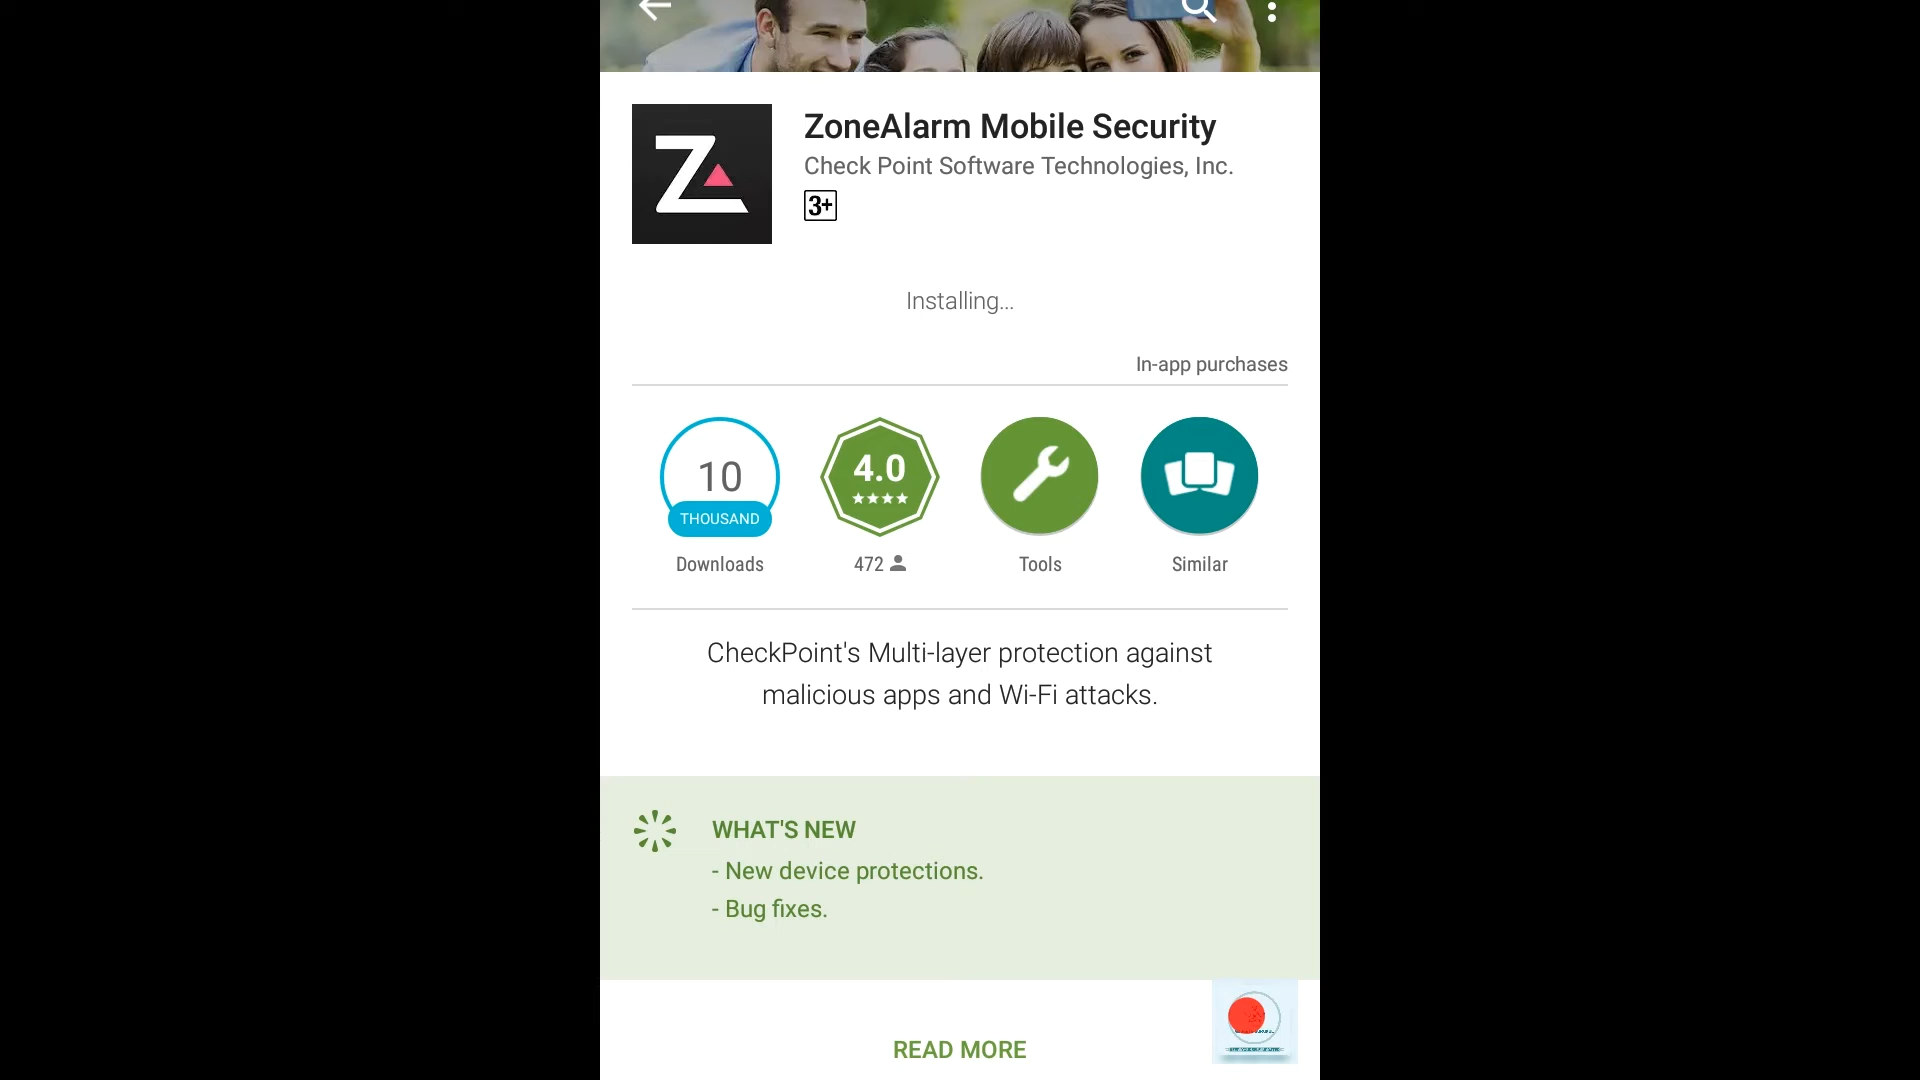 ZoneAlarm Mobile Security
Check Point Software Technologies, Inc.
3+
Installing...
In-app purchases
10
THOUSAND
Downloads
4.0
472
Tools
Similar
CheckPoint's Multi-layer protection against
malicious apps and Wi-Fi attacks.
WHAT'S NEW
- New device protections.
- Bug fixes.
READ MORE